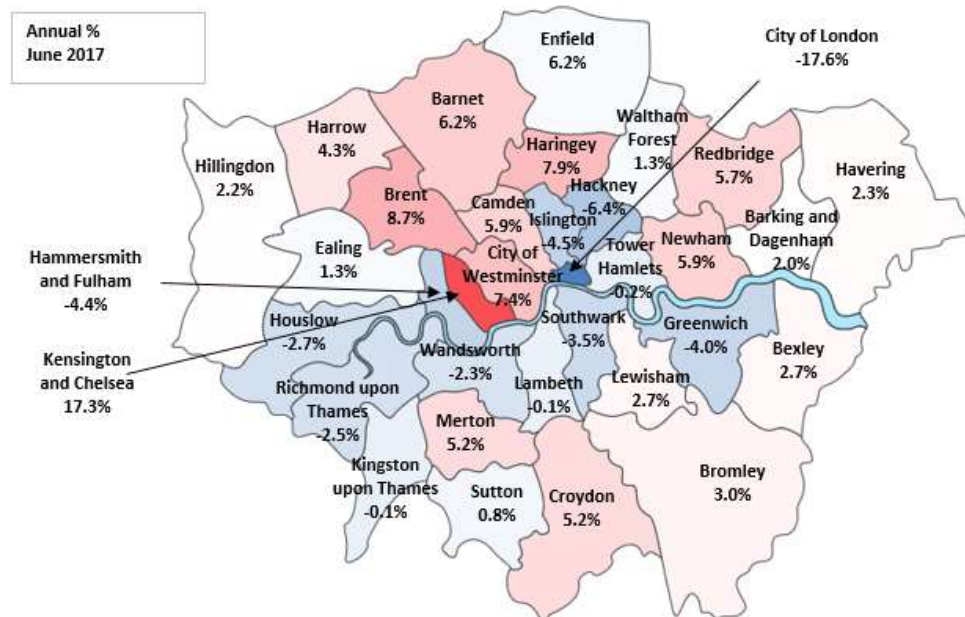 Annual %
June 2017
City of London
-17.6%
Enfield
6.2%
Barnet
6.2%
Harrow
4.3%
Waltham
Forest
1.3%
Haringey
7.9%
Redbridge
5.7%
Havering
2.3%
Hillingdon
2.2%
Brent
8.7%
Camden
5.9%
Hackney
-6.4%
Islington
-4.5%
Newham
5.9%
Barking and
Dagenham
2.0%
Ealing
1.3%
City of
Westminster
7.4%
Tower
Hamlets
-0.2%
Hammersmith
and Fulham
-4.4%
Houslow
-2.7%
Southwark
-3.5%
Greenwich
-4.0%
Kensington
and Chelsea
17.3%
Wandsworth
-2.3%
Lambeth
-0.1%
Lewisham
2.7%
Bexley
2.7%
Richmond upon
Thames
-2.5%
Merton
5.2%
Kingston
upon Thames
-0.1%
Sutton
0.8%
Croydon
5.2%
Bromley
3.0%